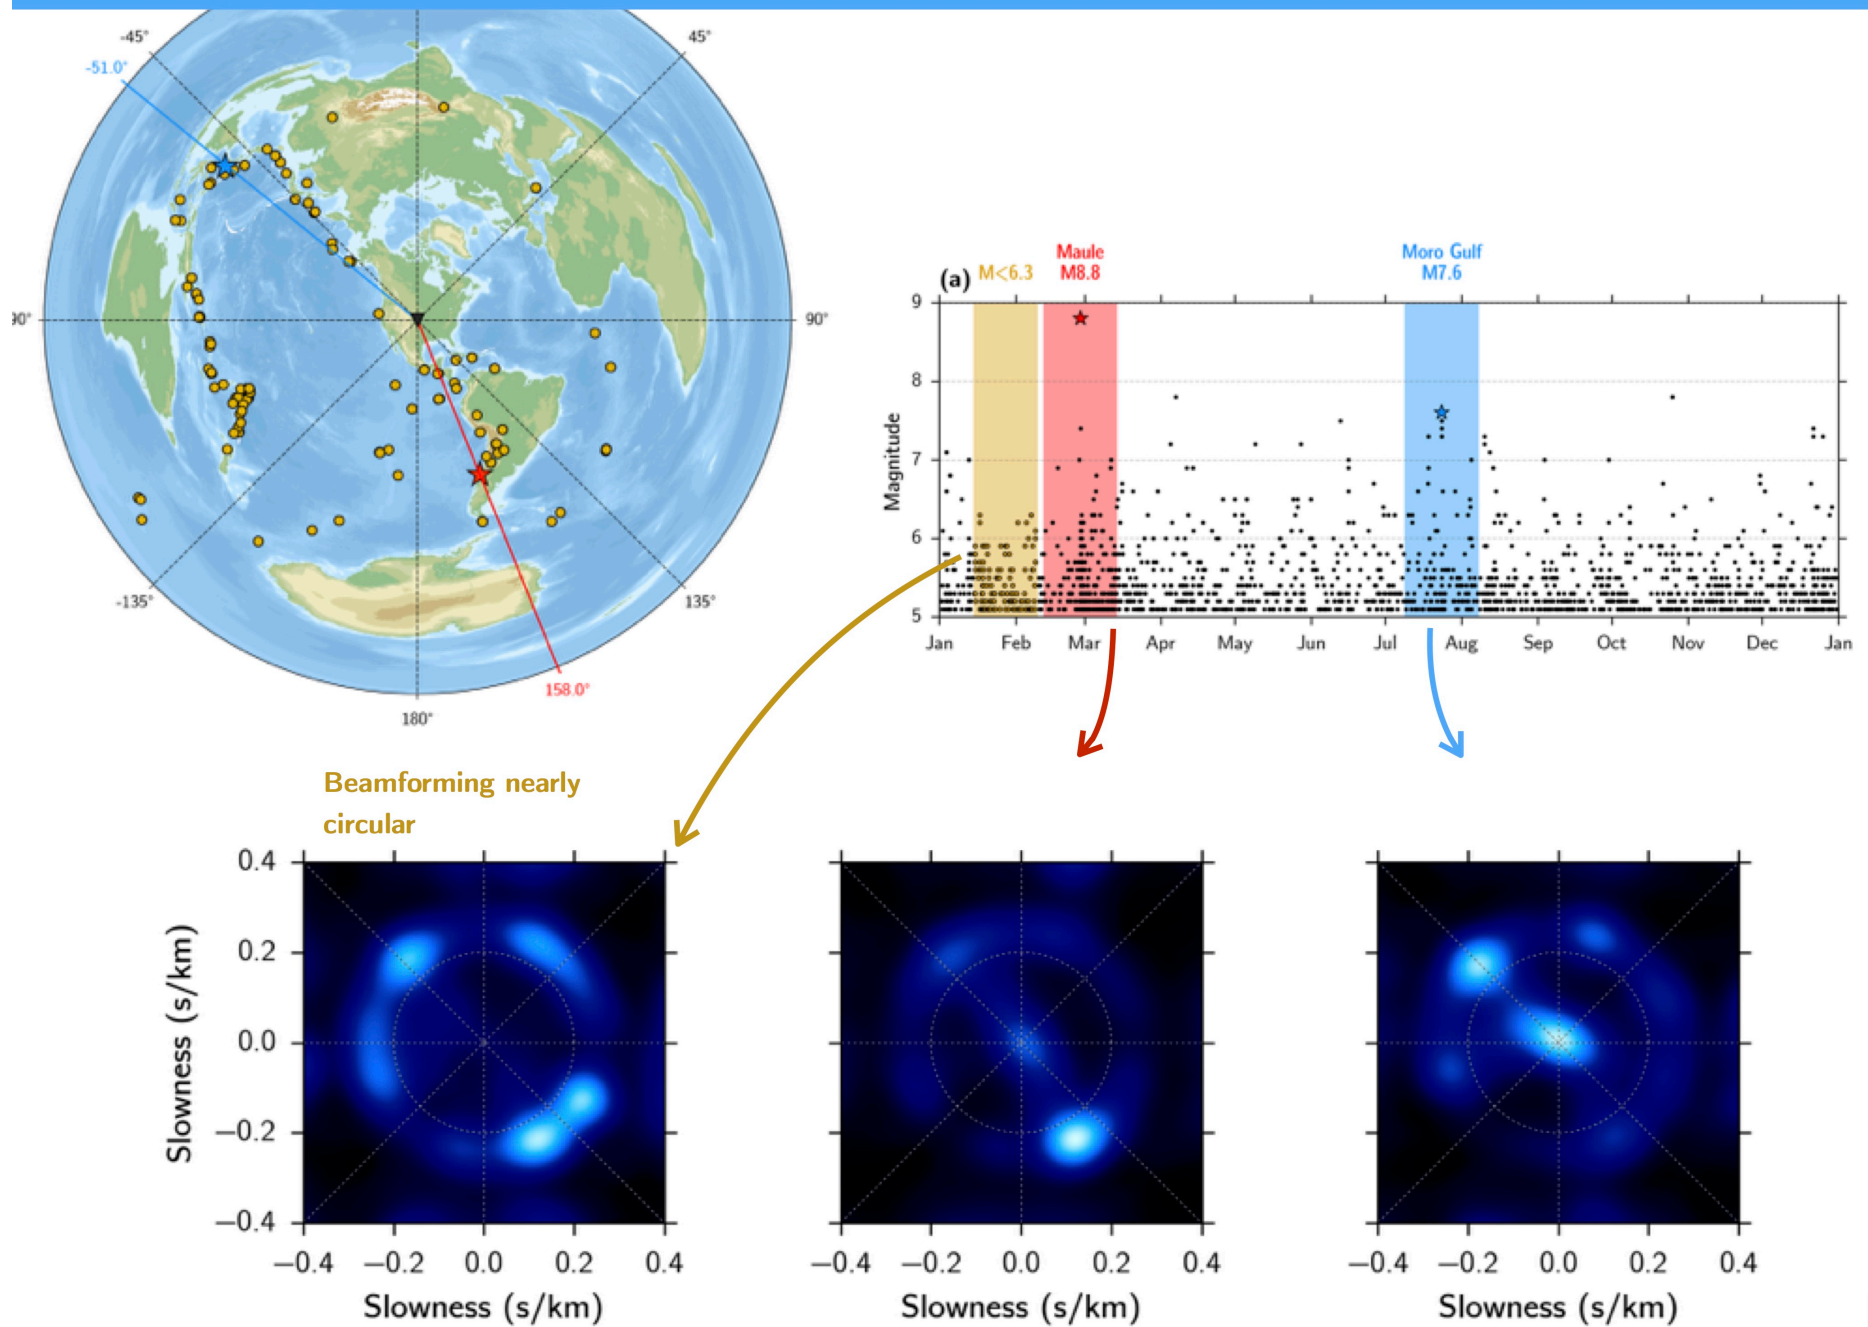 -45°
45°
-51.0°
90°
-135°
135°
158.0°
180°
Maule
Moro Gulf
(a)
M<6.3
M8.8
M7.6
9
8
7
6
5
Magnitude
Jan
Feb
Mar
Apr
May
Jun
Jul
Aug
Sep
Oct
Nov
Dec
Jan
Beamforming nearly
circular
0.4
0.2
0.0
−0.2
−0.4
Slowness (s/km)
−0.4 −0.2 0.0 0.2 0.4
−0.4 −0.2 0.0 0.2 0.4
−0.4 −0.2 0.0 0.2 0.4
Slowness (s/km)
Slowness (s/km)
Slowness (s/km)